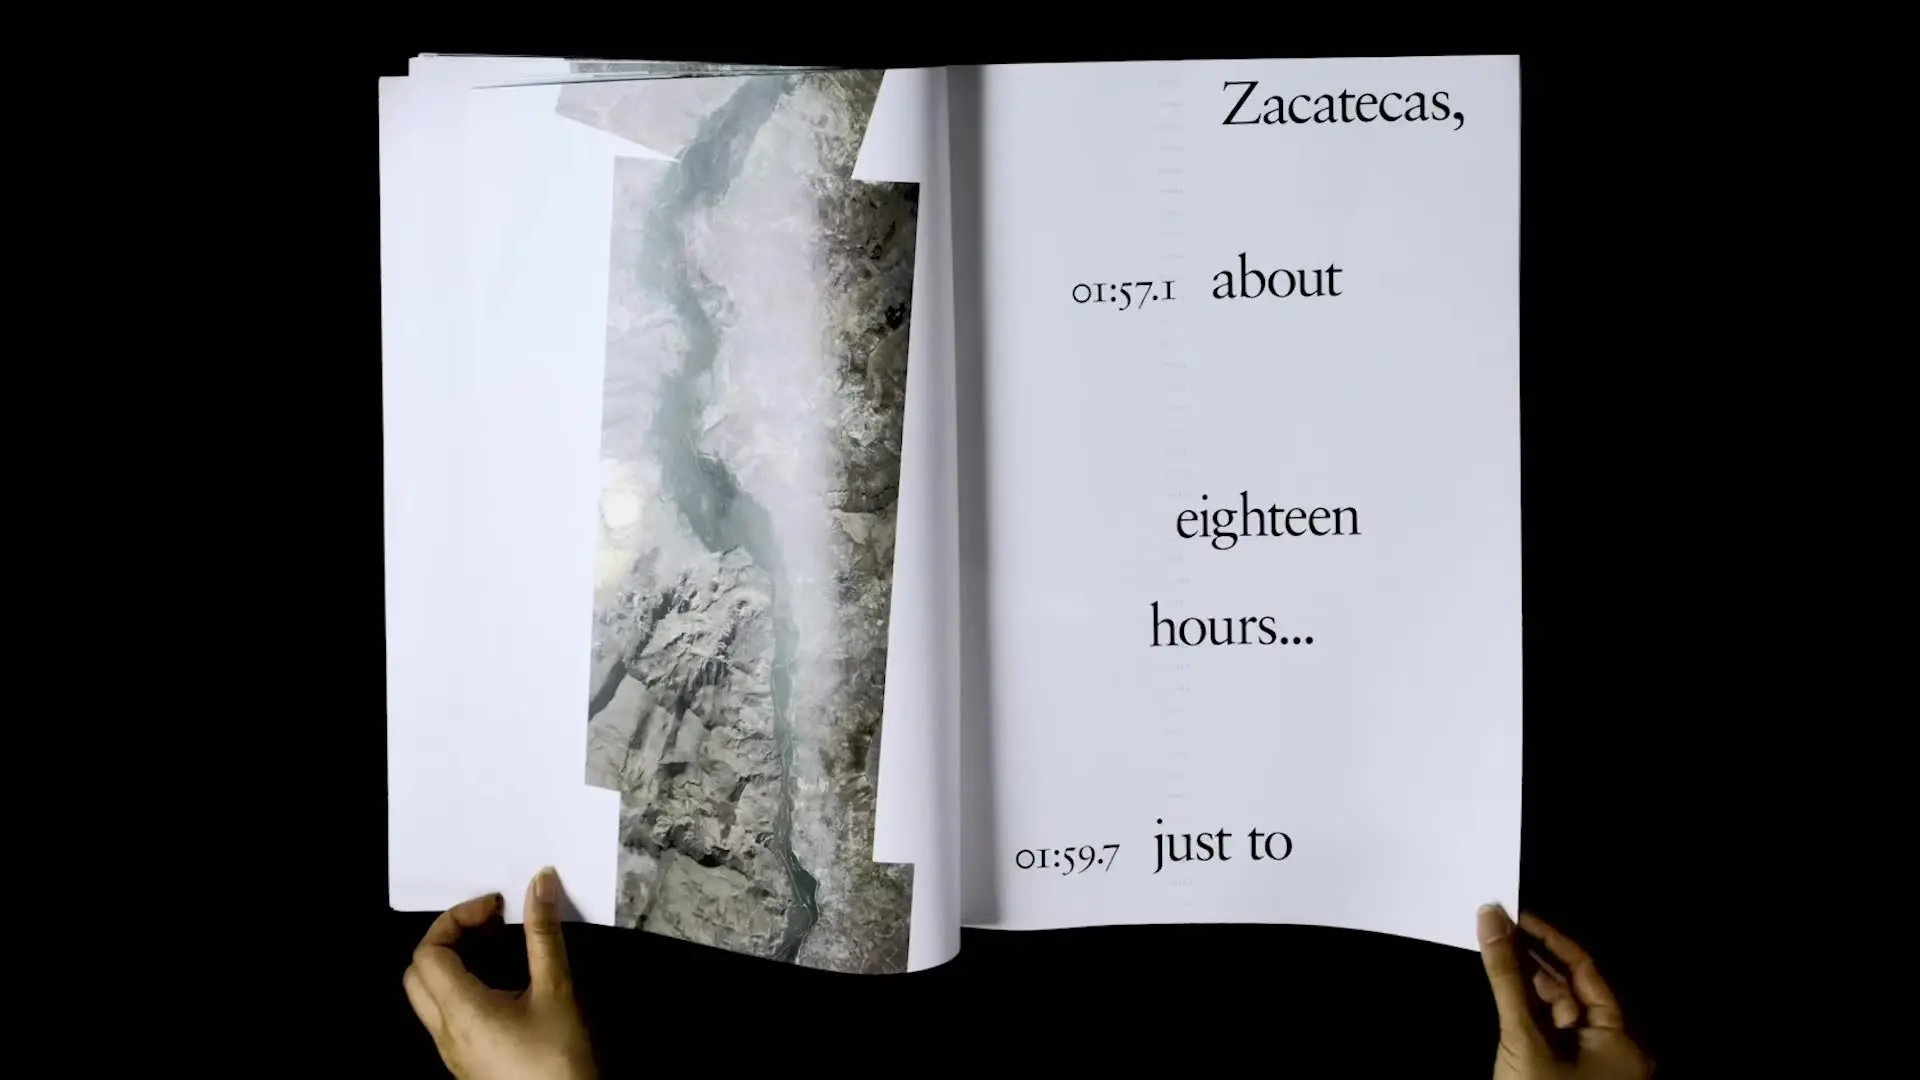 Zacatecas,
01:57.1 about
eighteen
hours...
01:59.7 just to